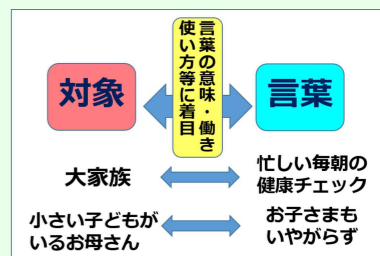 対象
言葉の意味・働き
使い方等に着目
言葉
大家族
忙しい毎朝の
健康チェック
小さい子どもが
いるお母さん
お子さまも
いやがらず